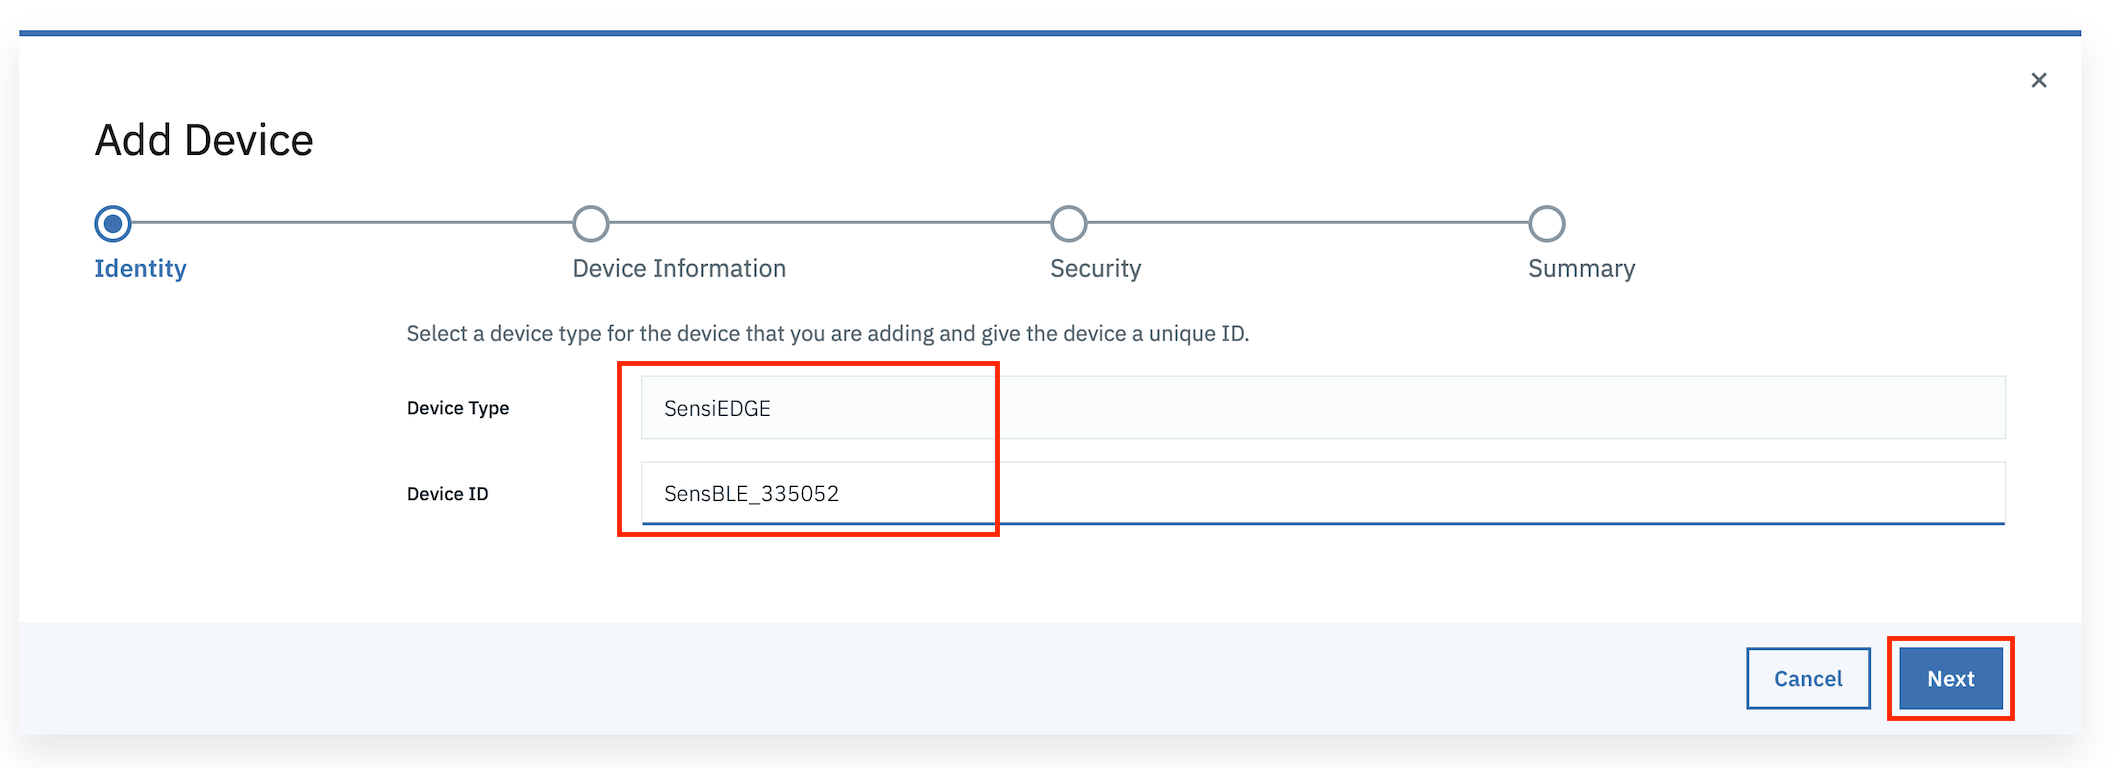 Add Device
Identity
Device Information
Security
Summary
Select a device type for the device that you are adding and give the device a unique ID.
Device Type
SensiEDGE
Device ID
SensBLE_335052
Cancel
Next